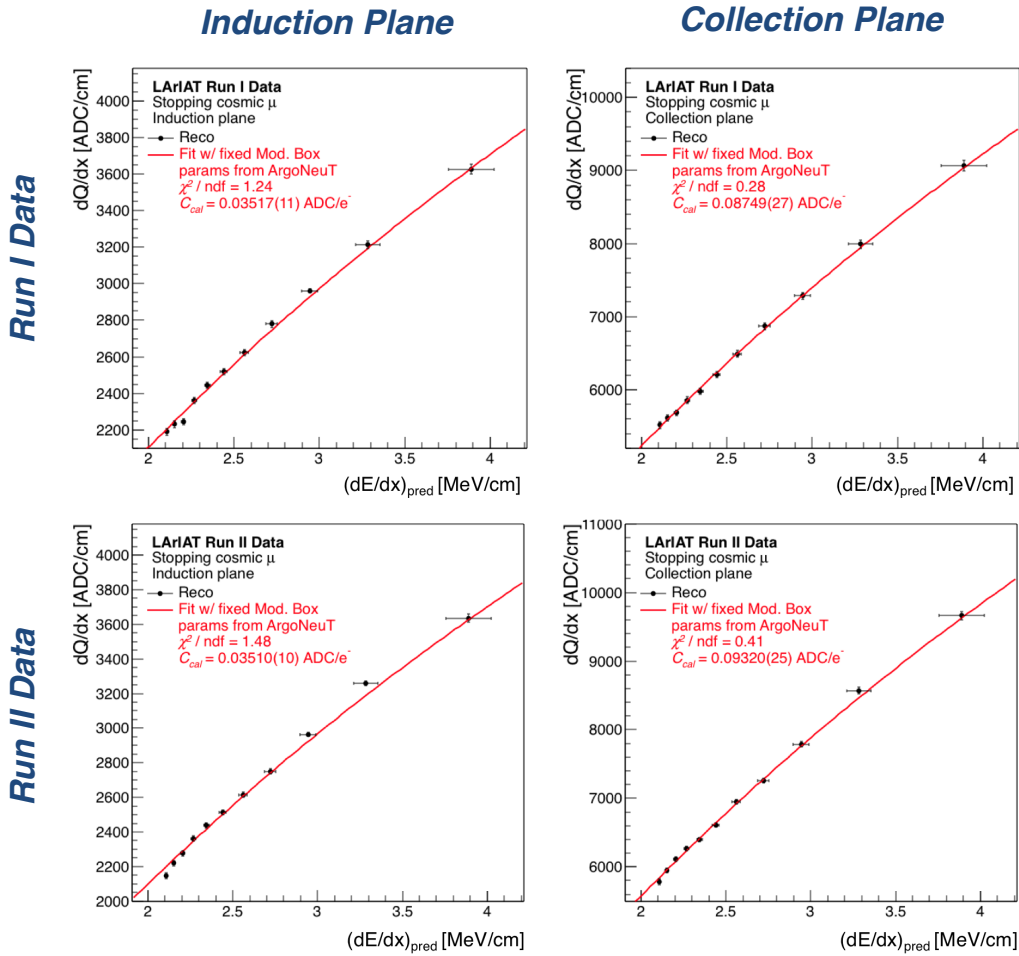 Induction Plane
Collection Plane
Run I Data
dQ/dx [ADC/cm]
4000
3800
3600
3400
3200
3000
2800
2600
2400
2200
LArIAT Run I Data
Stopping cosmic μ
Induction plane
Reco
Fit w/ fixed Mod. Box
params from ArgoNeuT
χ² / ndf = 1.24
C_cal = 0.03517(11) ADC/e⁻
2 2.5 3 3.5 4
(dE/dx)pred [MeV/cm]
dQ/dx [ADC/cm]
10000
9000
8000
7000
6000
LArIAT Run I Data
Stopping cosmic μ
Collection plane
Reco
Fit w/ fixed Mod. Box
params from ArgoNeuT
χ² / ndf = 0.28
C_cal = 0.08749(27) ADC/e⁻
2 2.5 3 3.5 4
(dE/dx)pred [MeV/cm]
Run II Data
dQ/dx [ADC/cm]
4000
3800
3600
3400
3200
3000
2800
2600
2400
2200
2000
LArIAT Run II Data
Stopping cosmic μ
Induction plane
Reco
Fit w/ fixed Mod. Box
params from ArgoNeuT
χ² / ndf = 1.48
C_cal = 0.03510(10) ADC/e⁻
2 2.5 3 3.5 4
(dE/dx)pred [MeV/cm]
dQ/dx [ADC/cm]
11000
10000
9000
8000
7000
6000
LArIAT Run II Data
Stopping cosmic μ
Collection plane
Reco
Fit w/ fixed Mod. Box
params from ArgoNeuT
χ² / ndf = 0.41
C_cal = 0.09320(25) ADC/e⁻
2 2.5 3 3.5 4
(dE/dx)pred [MeV/cm]